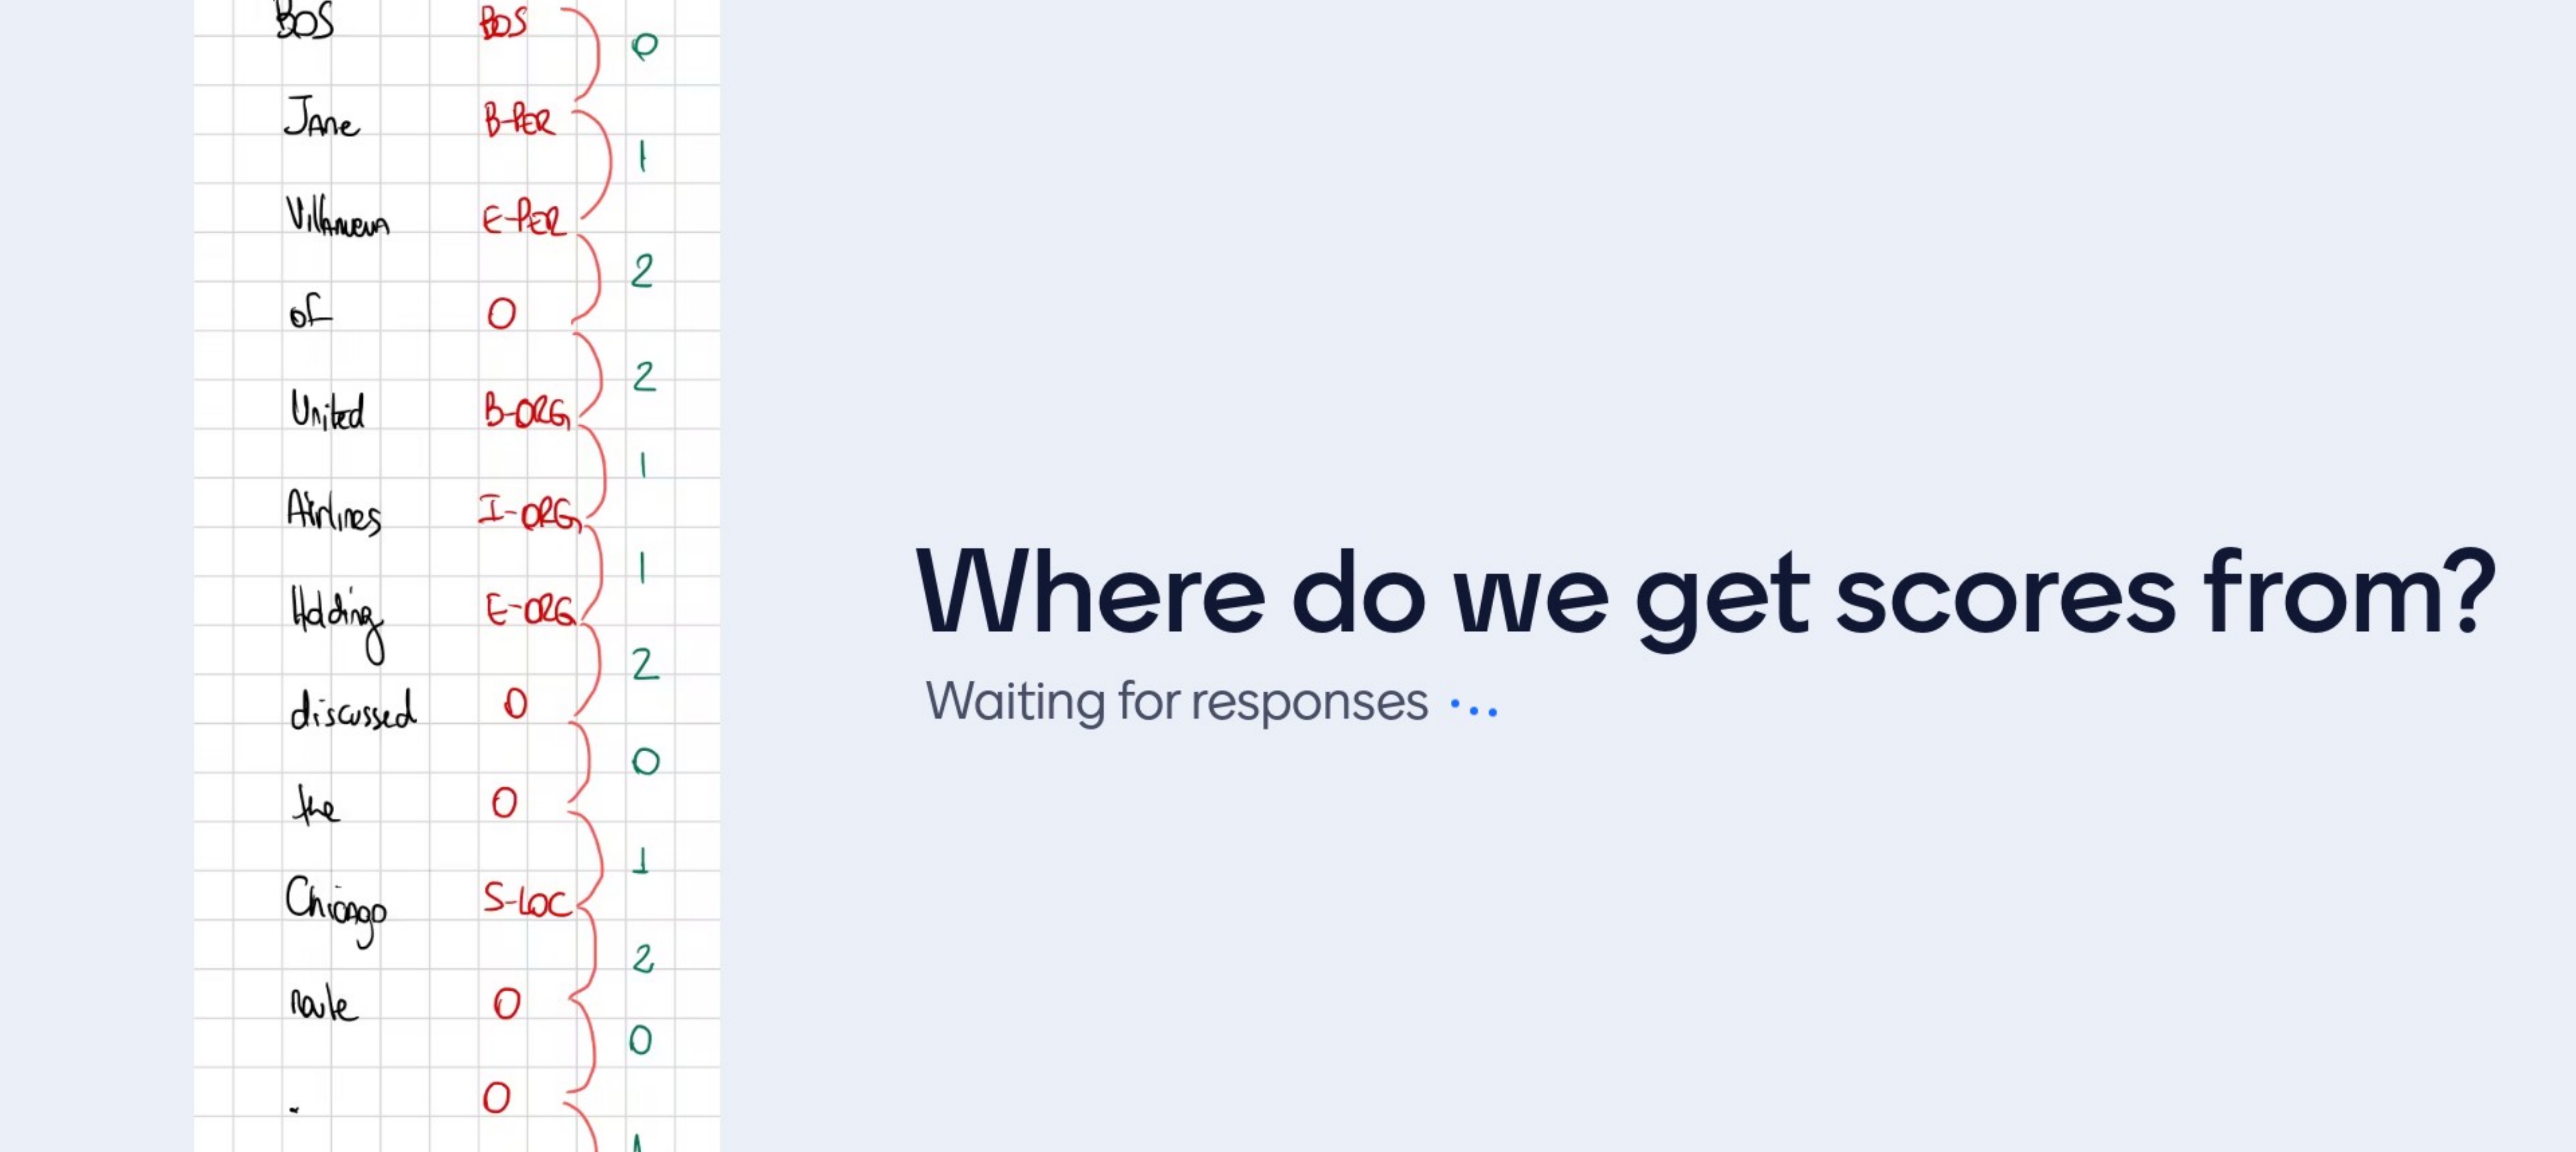 BOS BOS
0
Jane B-PER
1
Villanueva E-PER
2
of O
2
United B-ORG
1
Airlines I-ORG
1
Holding E-ORG
2
discussed O
0
the O
1
Chicago S-LOC
2
route O
0
. O
Where do we get scores from?
Waiting for responses ...